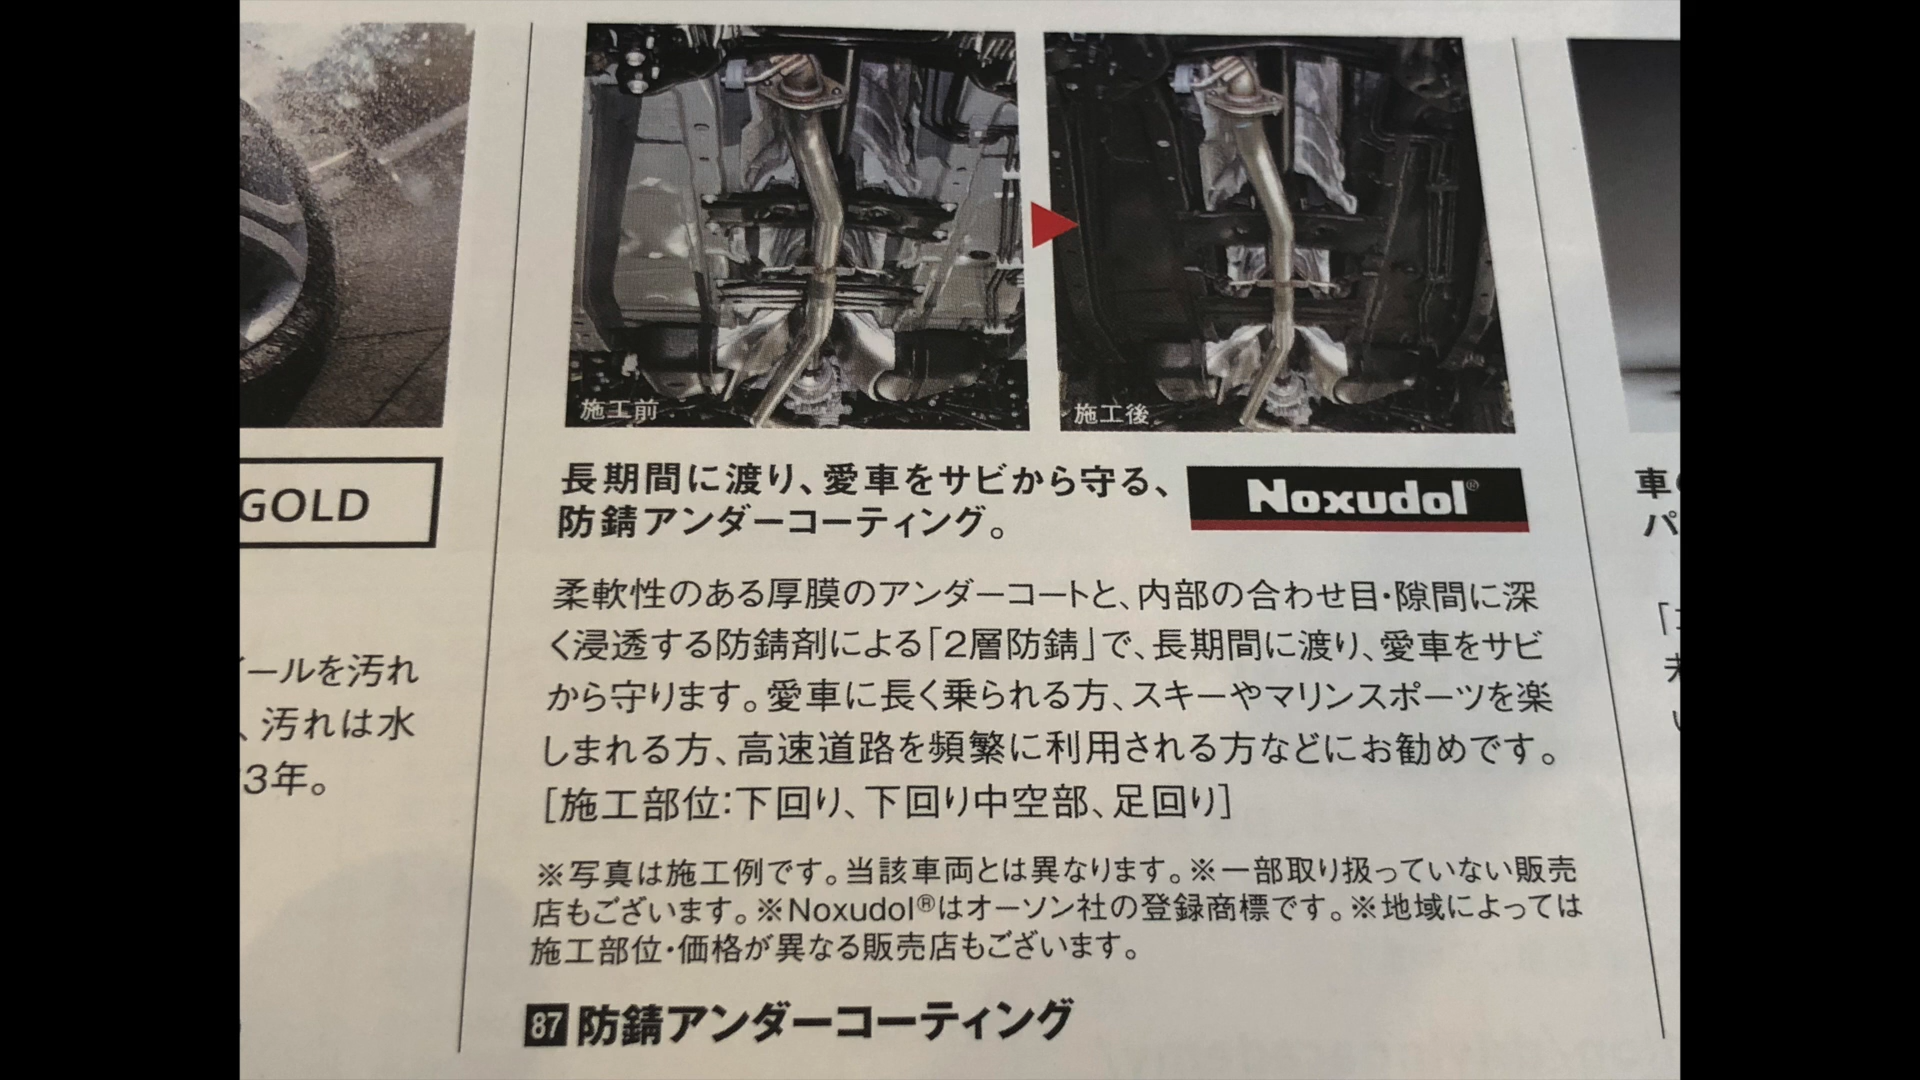 施工前
施工後
長期間に渡り、愛車をサビから守る、
防錆アンダーコーティング。
Noxudol®
柔軟性のある厚膜のアンダーコートと、内部の合わせ目・隙間に深
く浸透する防錆剤による「2層防錆」で、長期間に渡り、愛車をサビ
から守ります。愛車に長く乗られる方、スキーやマリンスポーツを楽
しまれる方、高速道路を頻繁に利用される方などにお勧めです。
[施工部位:下回り、下回り中空部、足回り]
※写真は施工例です。当該車両とは異なります。※一部取り扱っていない販売
店もございます。※Noxudol®はオーソン社の登録商標です。※地域によっては
施工部位・価格が異なる販売店もございます。
87 防錆アンダーコーティング
GOLD
ールを汚れ
、汚れは水
3年。
車
パ